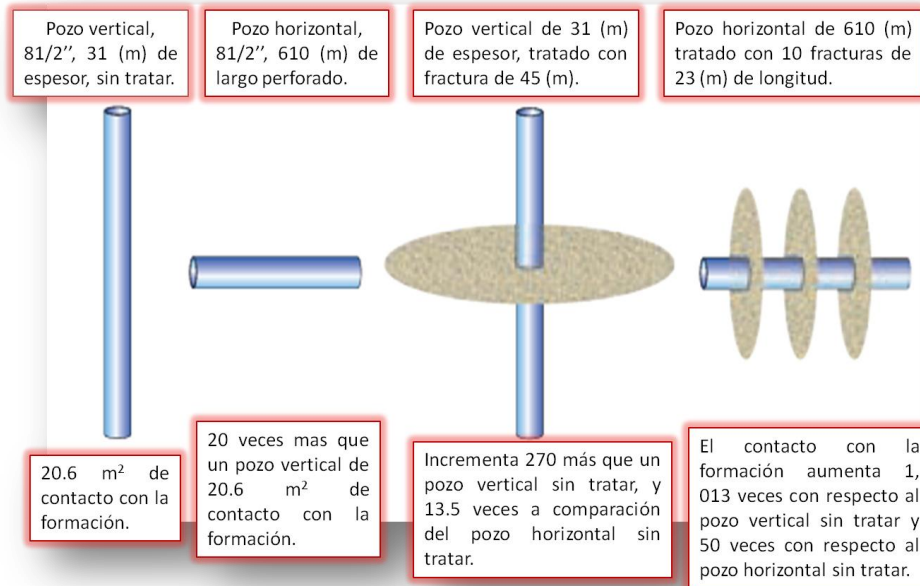 Pozo vertical,
81/2’’, 31 (m) de
espesor, sin tratar.
Pozo horizontal,
81/2’’, 610 (m) de
largo perforado.
Pozo vertical de 31 (m)
de espesor, tratado con
fractura de 45 (m).
Pozo horizontal de 610 (m)
tratado con 10 fracturas de
23 (m) de longitud.
20.6 m² de
contacto con la
formación.
20 veces mas que
un pozo vertical de
20.6 m² de
contacto con la
formación.
Incrementa 270 más que un
pozo vertical sin tratar, y
13.5 veces a comparación
del pozo horizontal sin
tratar.
El contacto con la
formación aumenta 1,
013 veces con respecto al
pozo vertical sin tratar y
50 veces con respecto al
pozo horizontal sin tratar.